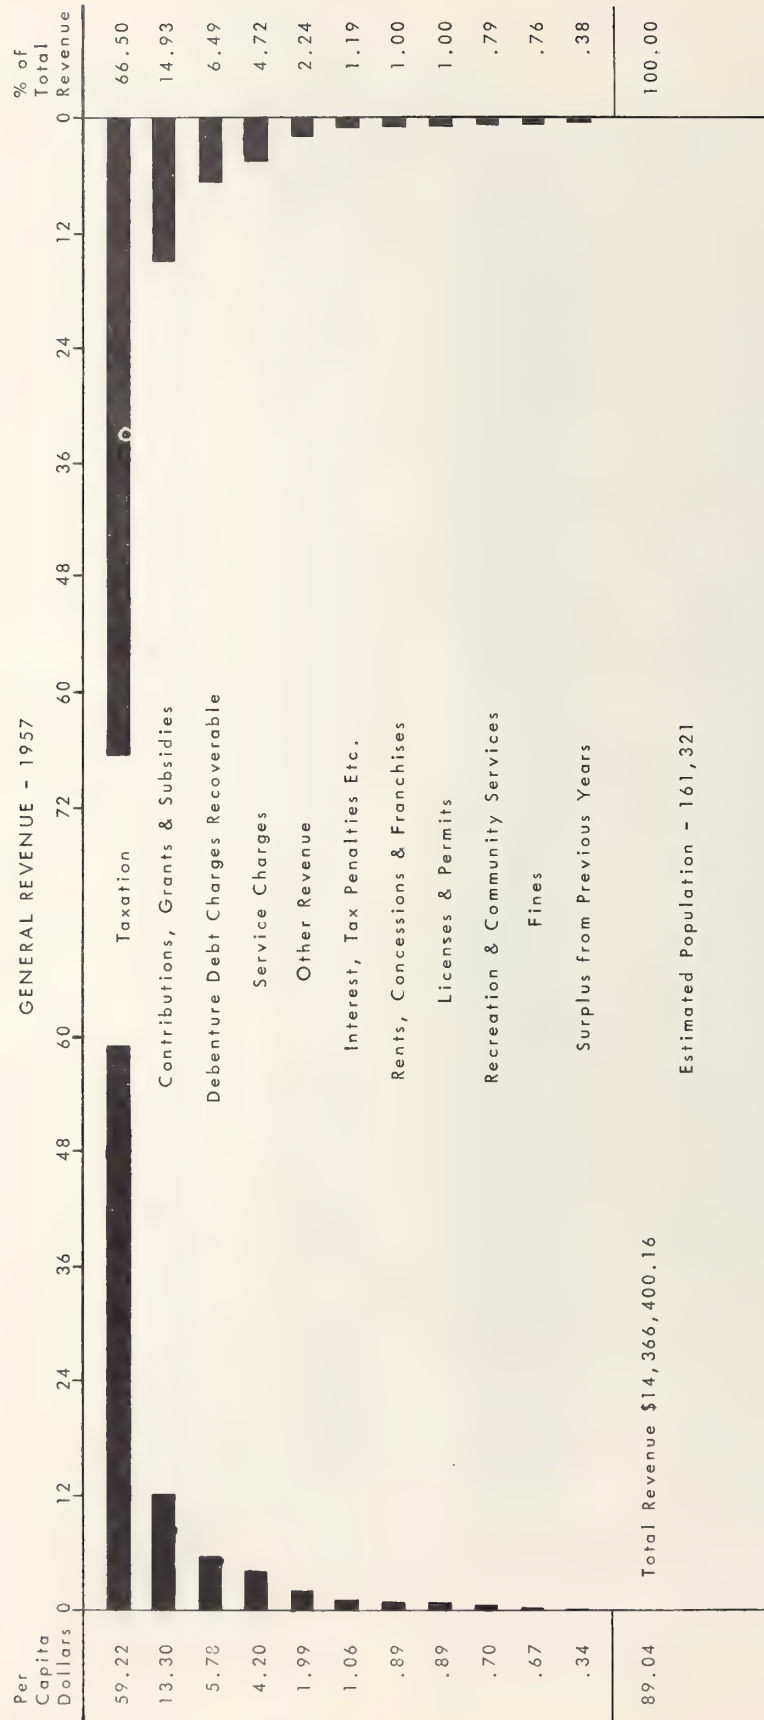 GENERAL REVENUE - 1957
Per Capita Dollars
% of Total Revenue
0 12 24 36 48 60 72 60 48 36 24 12 0
59.22 Taxation 66.50
13.30 Contributions, Grants & Subsidies 14.93
5.78 Debenture Debt Charges Recoverable 6.49
4.20 Service Charges 4.72
1.99 Other Revenue 2.24
1.06 Interest, Tax Penalties Etc. 1.19
.89 Rents, Concessions & Franchises 1.00
.89 Licenses & Permits 1.00
.70 Recreation & Community Services .79
.67 Fines .76
.34 Surplus from Previous Years .38
89.04 Total Revenue $14,366,400.16 100.00
Estimated Population - 161,321